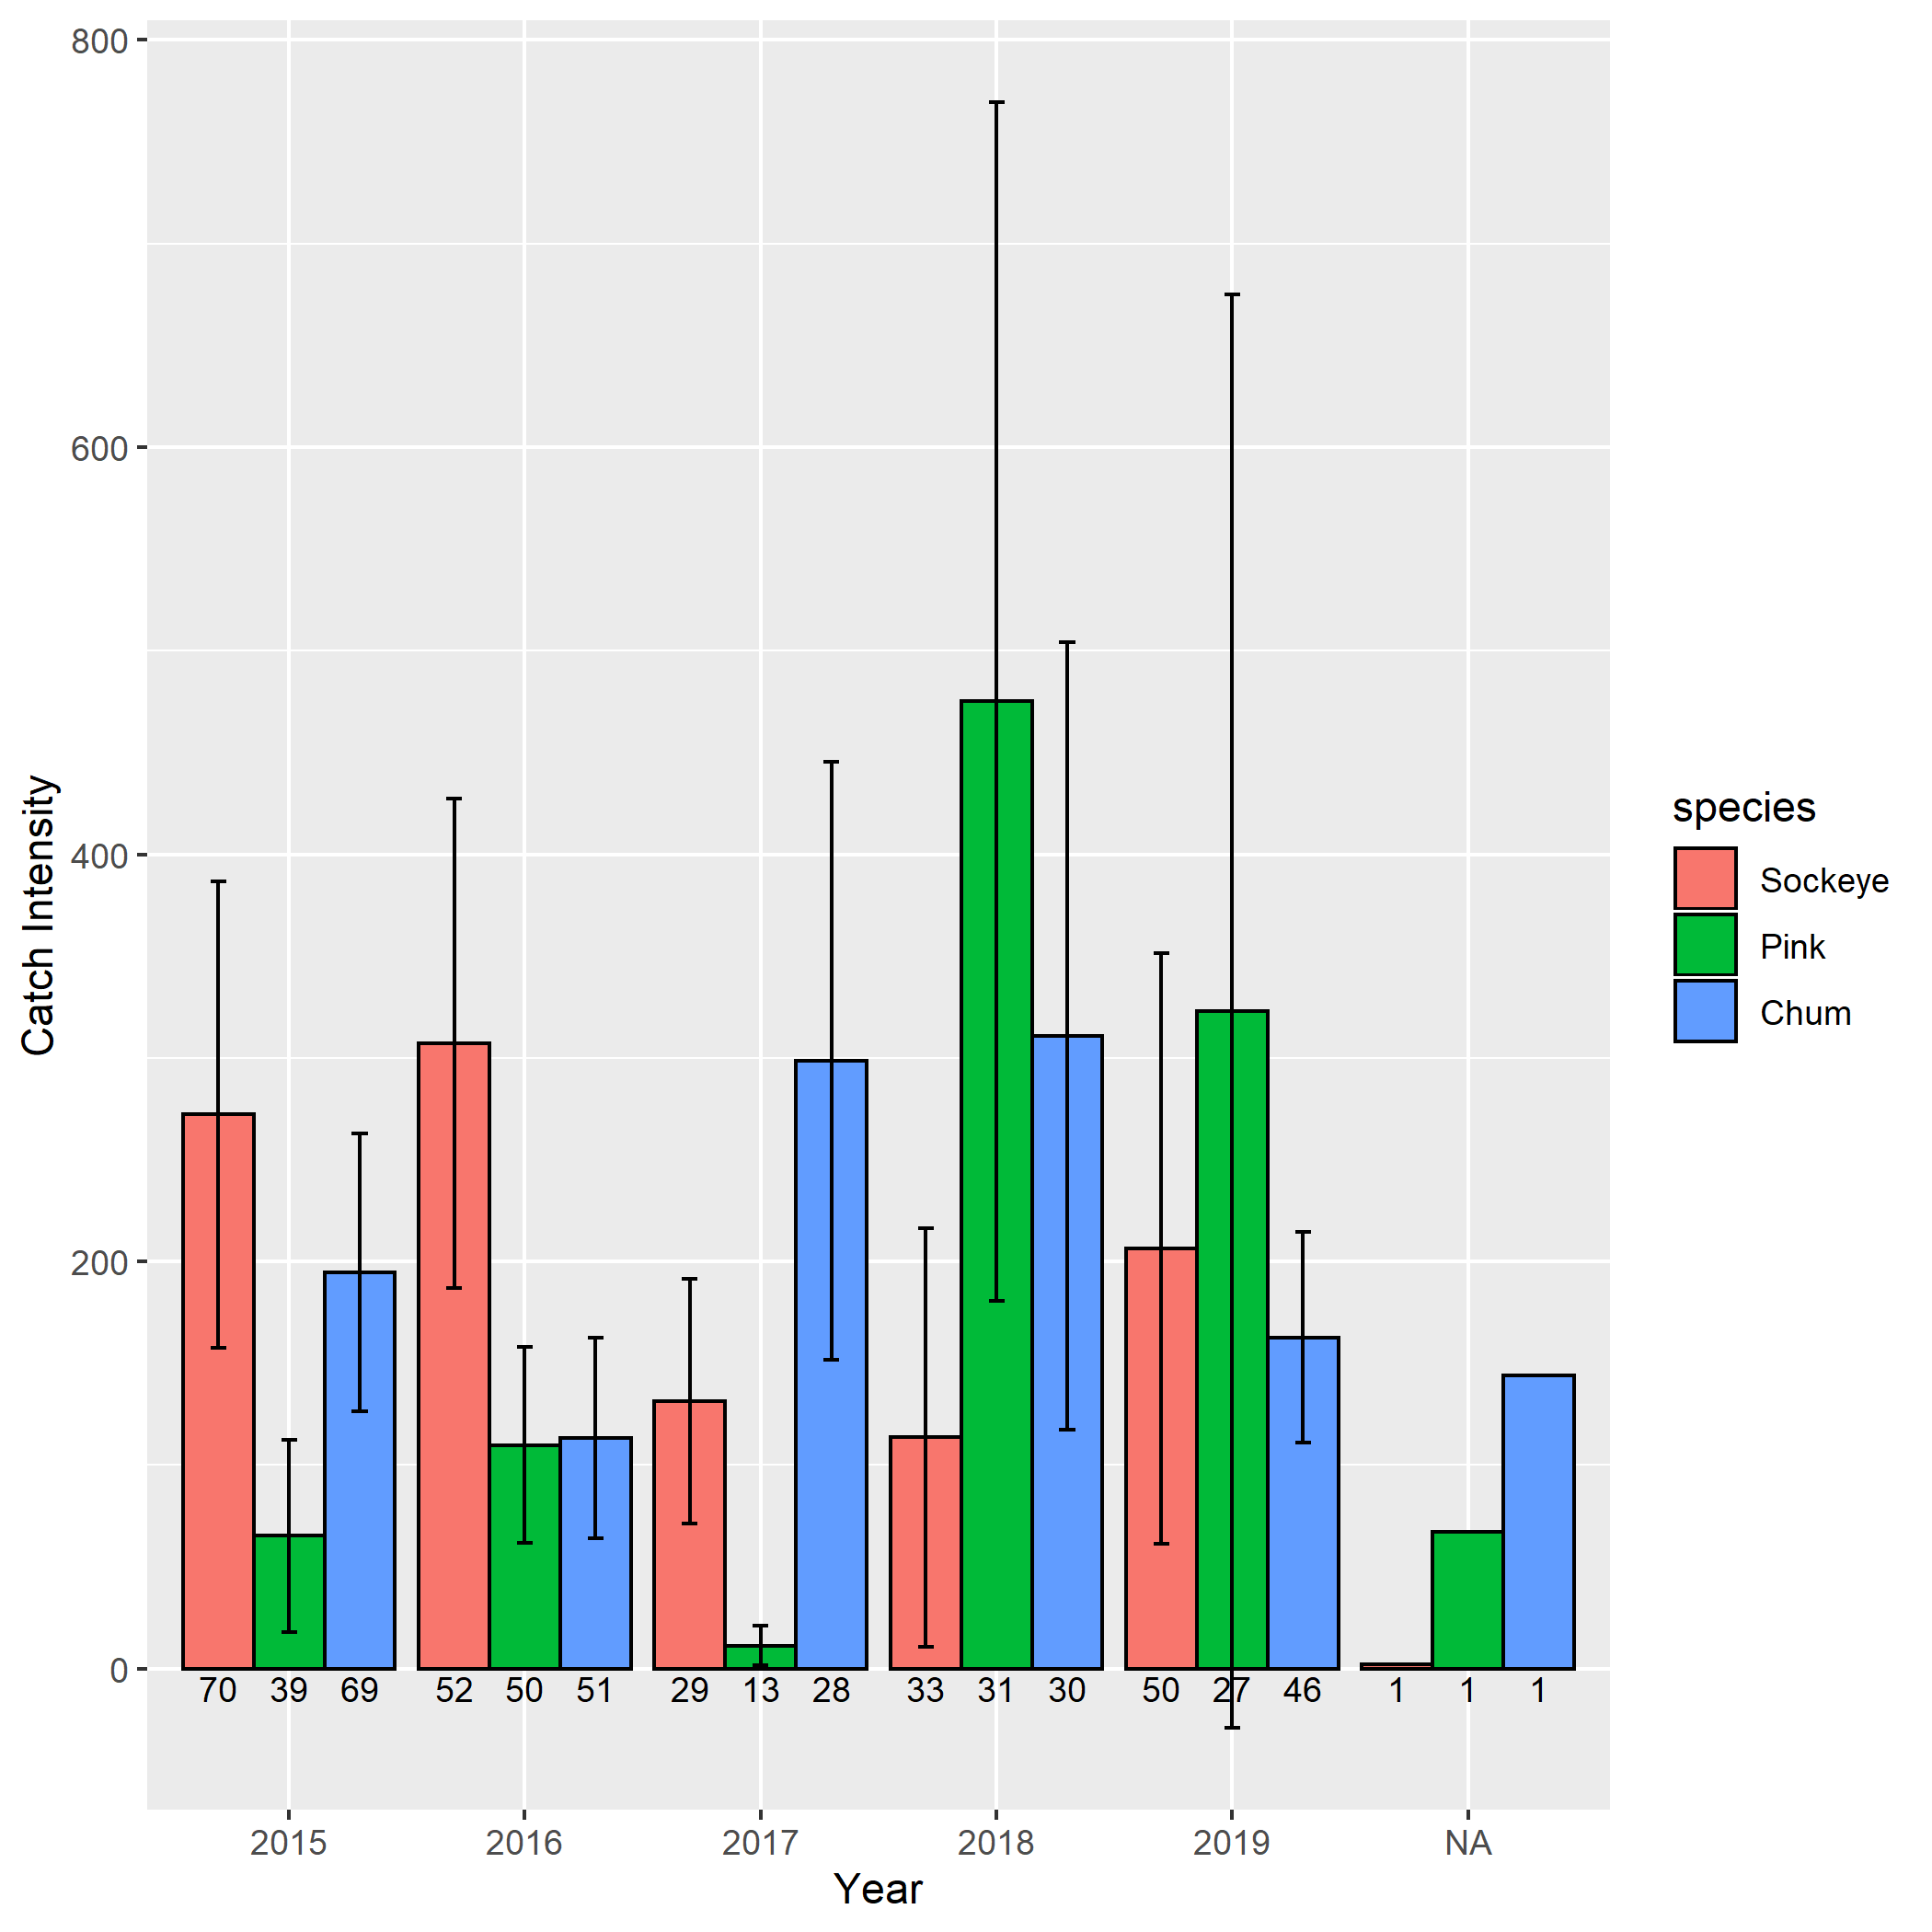 800
600
400
200
0
Catch Intensity
70 39 69 52 50 51 29 13 28 33 31 30 50 27 46 1 1 1
2015 2016 2017 2018 2019 NA
Year
species
Sockeye
Pink
Chum